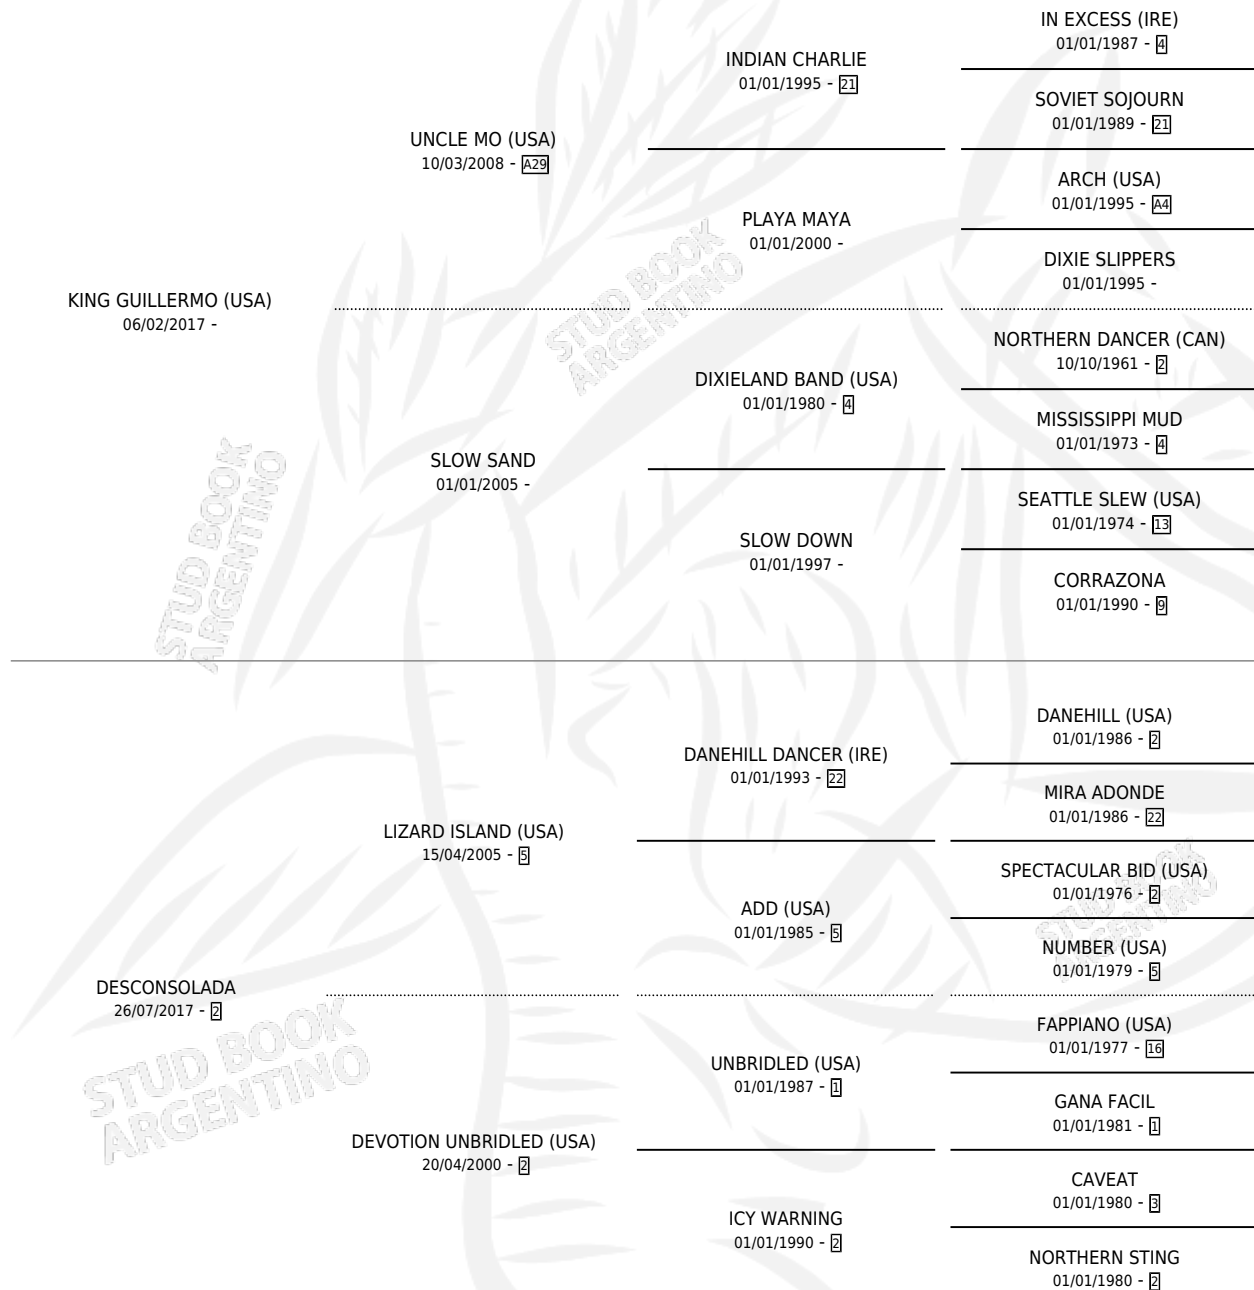 IN EXCESS (IRE)
01/01/1987 - 4
INDIAN CHARLIE
01/01/1995 - 21
SOVIET SOJOURN
01/01/1989 - 21
UNCLE MO (USA)
10/03/2008 - A29
ARCH (USA)
01/01/1995 - A4
PLAYA MAYA
01/01/2000 -
DIXIE SLIPPERS
01/01/1995 -
KING GUILLERMO (USA)
06/02/2017 -
NORTHERN DANCER (CAN)
10/10/1961 - 2
DIXIELAND BAND (USA)
01/01/1980 - 4
MISSISSIPPI MUD
01/01/1973 - 4
SLOW SAND
01/01/2005 -
SEATTLE SLEW (USA)
01/01/1974 - 13
SLOW DOWN
01/01/1997 -
CORRAZONA
01/01/1990 - 9
STUD BOOK
ARGENTINO
STUD BOOK
ARGENTINO
DANEHILL (USA)
01/01/1986 - 2
DANEHILL DANCER (IRE)
01/01/1993 - 22
MIRA ADONDE
01/01/1986 - 22
LIZARD ISLAND (USA)
15/04/2005 - 5
SPECTACULAR BID (USA)
01/01/1976 - 2
ADD (USA)
01/01/1985 - 5
NUMBER (USA)
01/01/1979 - 5
DESCONSOLADA
26/07/2017 - 2
FAPPIANO (USA)
01/01/1977 - 16
UNBRIDLED (USA)
01/01/1987 - 1
GANA FACIL
01/01/1981 - 1
DEVOTION UNBRIDLED (USA)
20/04/2000 - 2
CAVEAT
01/01/1980 - 3
ICY WARNING
01/01/1990 - 2
NORTHERN STING
01/01/1980 - 2
STUD BOOK
ARGENTINO
STUD BOOK
ARGENTINO